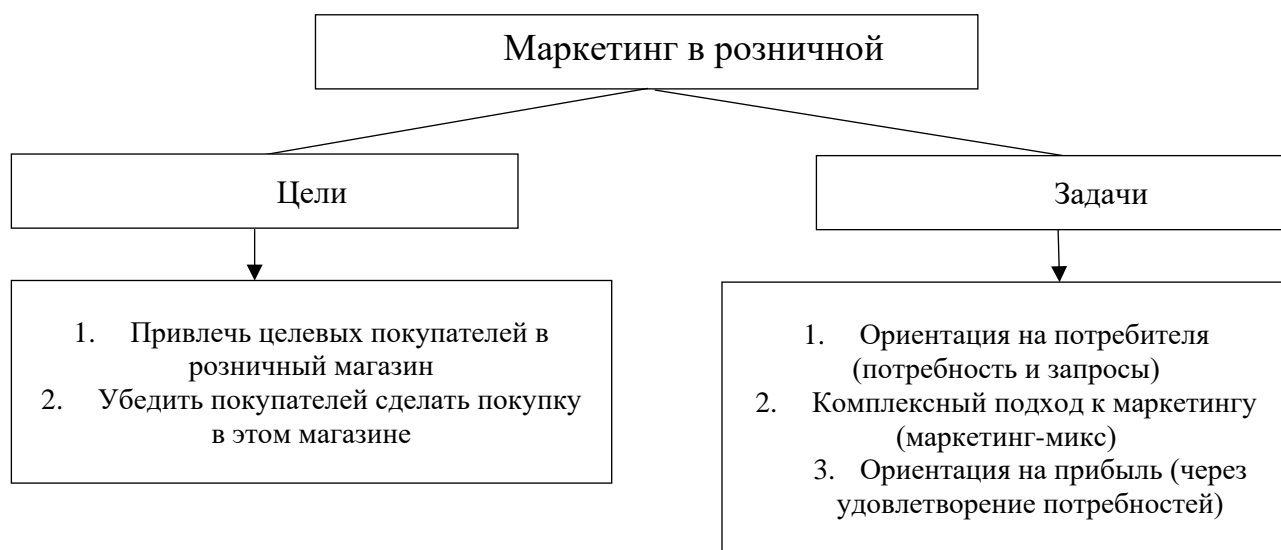 Маркетинг в розничной
Цели
Задачи
1. Привлечь целевых покупателей в
розничный магазин
2. Убедить покупателей сделать покупку
в этом магазине
1. Ориентация на потребителя
(потребность и запросы)
2. Комплексный подход к маркетингу
(маркетинг-микс)
3. Ориентация на прибыль (через
удовлетворение потребностей)